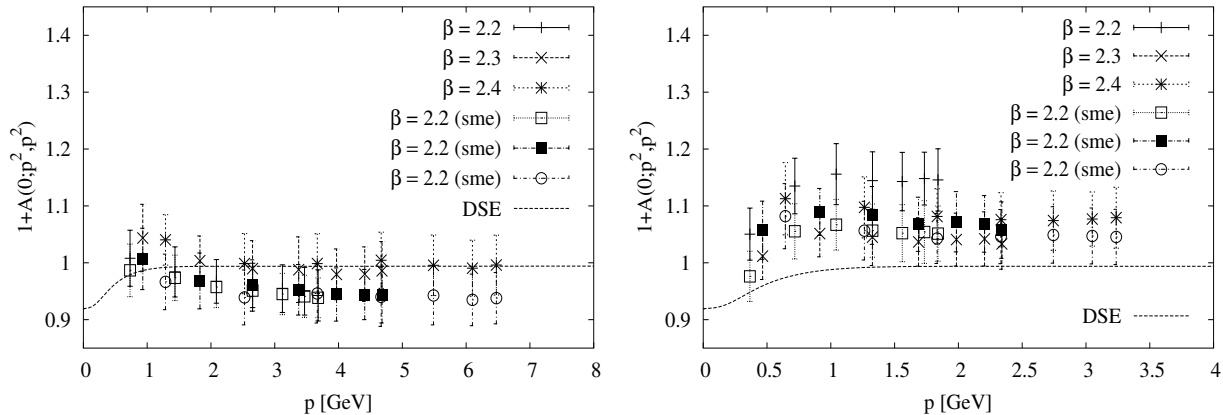 1+A(0;p²,p²)
1.4
1.3
1.2
1.1
1
0.9
0 1 2 3 4 5 6 7 8
p [GeV]
β = 2.2
β = 2.3
β = 2.4
β = 2.2 (sme)
β = 2.2 (sme)
β = 2.2 (sme)
DSE
1+A(0;p²,p²)
1.4
1.3
1.2
1.1
1
0.9
0 0.5 1 1.5 2 2.5 3 3.5 4
p [GeV]
β = 2.2
β = 2.3
β = 2.4
β = 2.2 (sme)
β = 2.2 (sme)
β = 2.2 (sme)
DSE